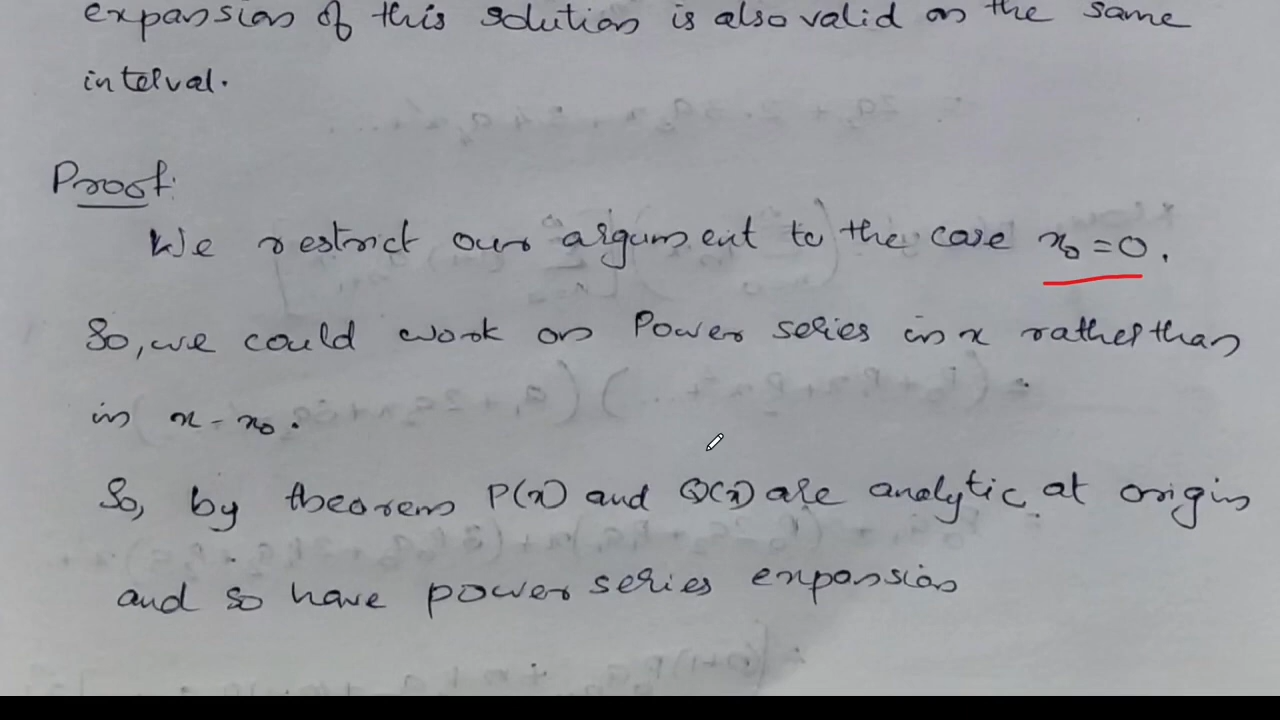 expansion of this solution is also valid on the same
interval.
Proof:
We restrict our argument to the case x₀ = 0.
So, we could work on Power series in x rather than
in x - x₀.
So, by theorem P(x) and Q(x) are analytic at origin
and so have power series expansion